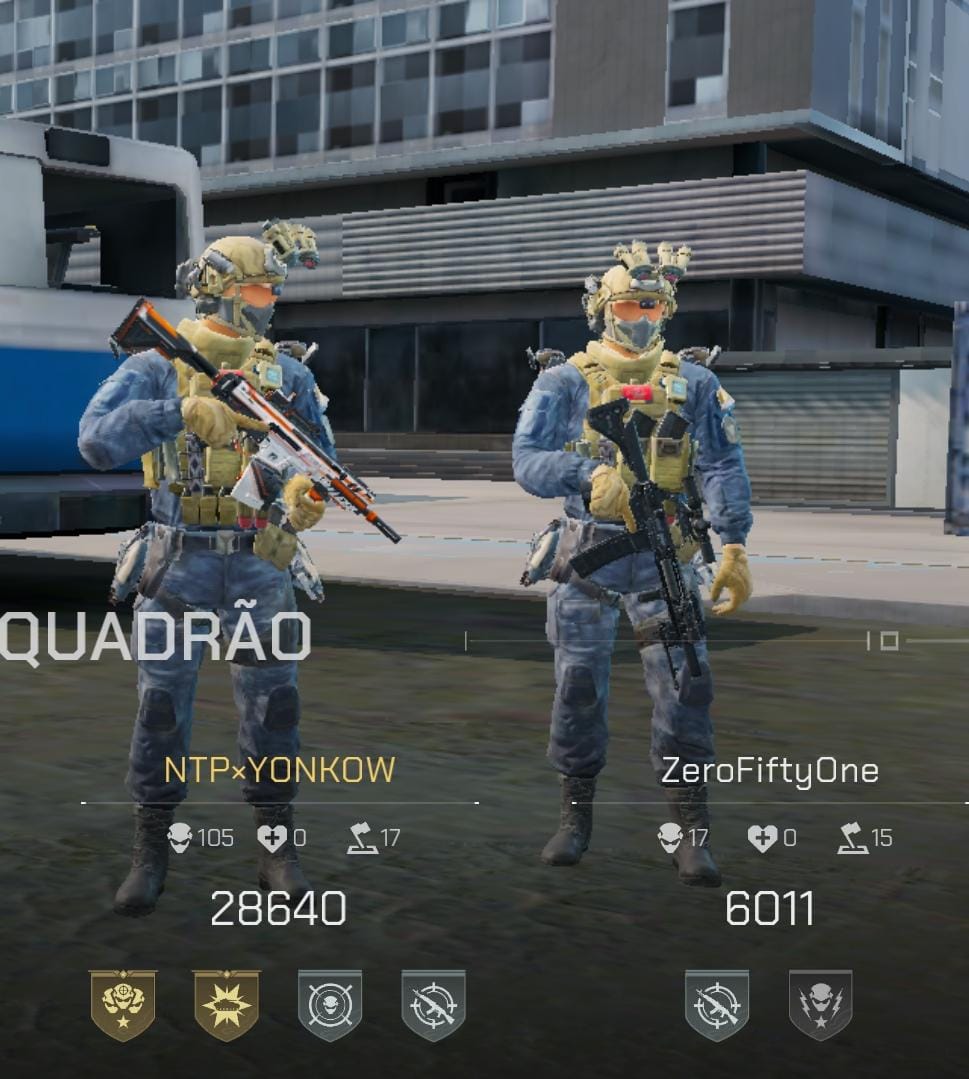 QUADRÃO
NTP×YONKOW
ZeroFiftyOne
105 0 17
17 0 15
28640
6011